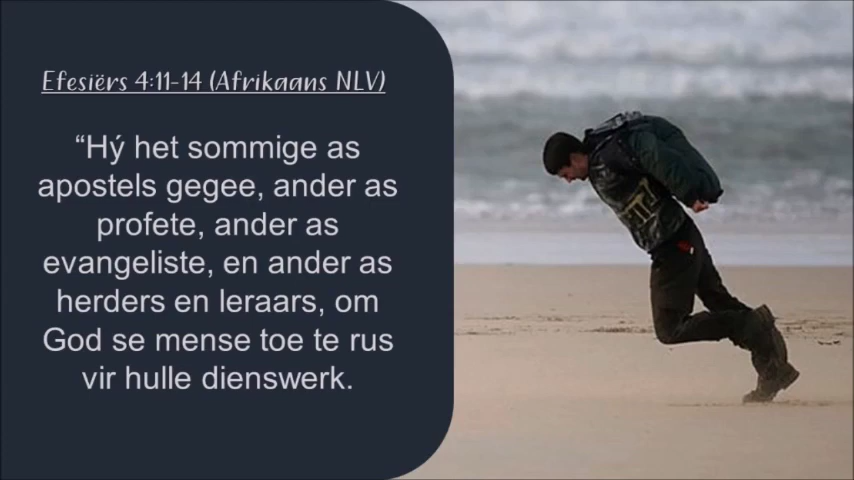 Efesiërs 4:11-14 (Afrikaans NLV)
“Hý het sommige as
apostels gegee, ander as
profete, ander as
evangeliste, en ander as
herders en leraars, om
God se mense toe te rus
vir hulle dienswerk.